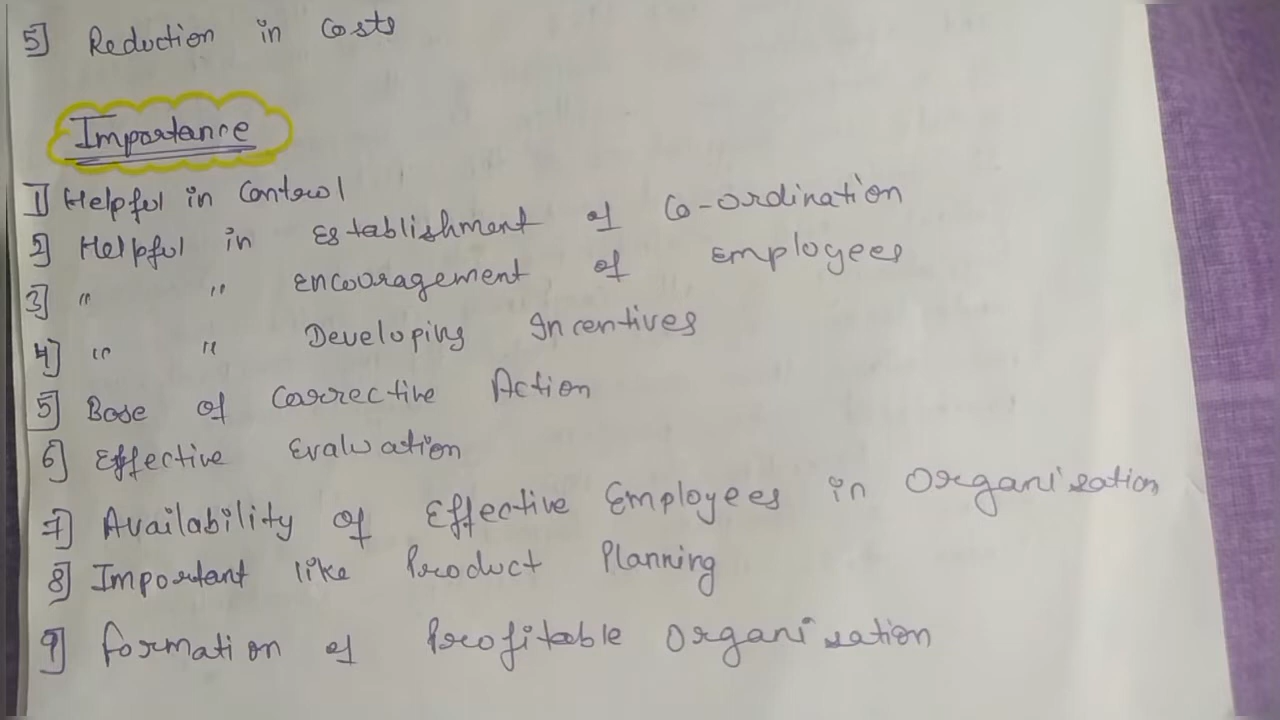 5] Reduction in Costs
Importance
1] Helpful in Control
2] Helpful in Establishment of Co-ordination
3] " " encouragement of Employees
4] " " Developing Incentives
5] Base of Corrective Action
6] Effective Evaluation
7] Availability of Effective Employees in Organisation
8] Important like Product Planning
9] formation of Profitable Organisation